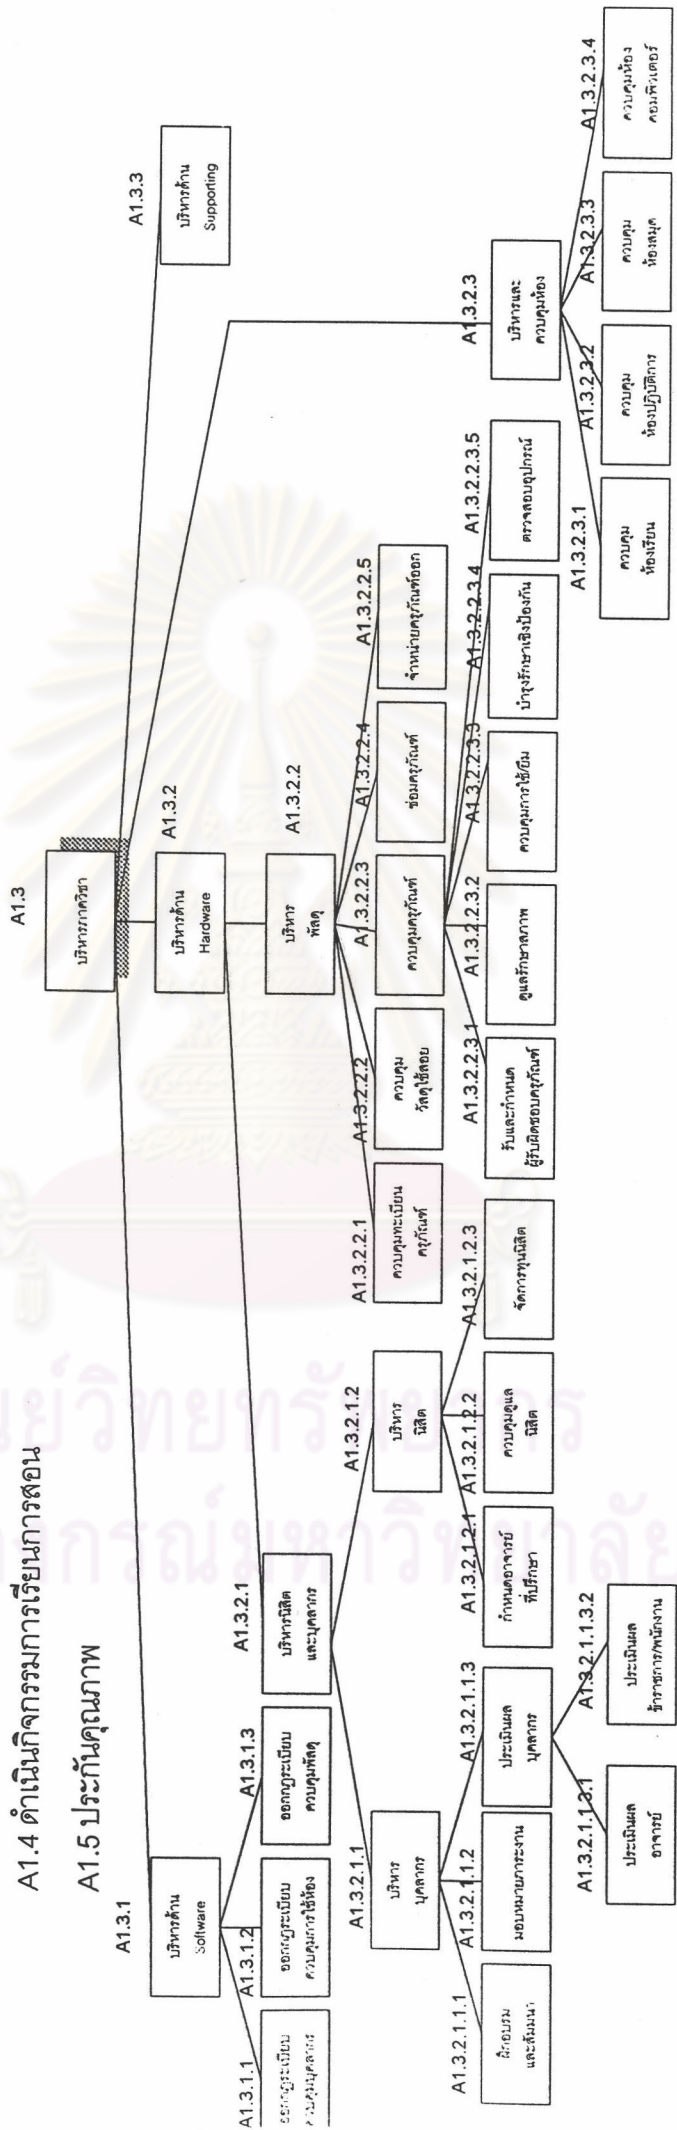 A1.4 ดำเนินกิจกรรมการเรียนการสอน
A1.5 ประกันคุณภาพ
A1.3
บริหารภาควิชา
A1.3.1
บริหารด้าน
Software
A1.3.2
บริหารด้าน
Hardware
A1.3.3
บริหารด้าน
Supporting
A1.3.1.1
ออกกฎระเบียบ
ควบคุมบุคลากร
A1.3.1.2
ออกกฎระเบียบ
ควบคุมการใช้ห้อง
A1.3.1.3
ออกกฎระเบียบ
ควบคุมพัสดุ
A1.3.2.1
บริหารนิสิต
และบุคลากร
A1.3.2.2
บริหาร
พัสดุ
A1.3.2.1.1
บริหาร
บุคลากร
A1.3.2.1.2
บริหาร
นิสิต
A1.3.2.2.1
ควบคุมทะเบียน
ครุภัณฑ์
A1.3.2.2.2
ควบคุม
วัสดุใช้สอย
A1.3.2.2.3
ควบคุมครุภัณฑ์
A1.3.2.2.4
ซ่อมครุภัณฑ์
A1.3.2.2.5
จำหน่ายครุภัณฑ์ออก
A1.3.2.3
บริหารและ
ควบคุมห้อง
A1.3.2.1.1.1
ฝึกอบรม
และสัมมนา
A1.3.2.1.1.2
มอบหมายภาระงาน
A1.3.2.1.1.3
ประเมินผล
บุคลากร
A1.3.2.1.2.1
กำหนดอาจารย์
ที่ปรึกษา
A1.3.2.1.2.2
ควบคุมดูแล
นิสิต
A1.3.2.1.2.3
จัดการทุนนิสิต
A1.3.2.2.3.1
รับและกำหนด
ผู้รับผิดชอบครุภัณฑ์
A1.3.2.2.3.2
ดูแลรักษาสภาพ
A1.3.2.2.3.3
ควบคุมการใช้/ยืม
A1.3.2.2.3.4
บำรุงรักษาเชิงป้องกัน
A1.3.2.2.3.5
ตรวจสอบอุปกรณ์
A1.3.2.1.1.3.1
ประเมินผล
อาจารย์
A1.3.2.1.1.3.2
ประเมินผล
ข้าราชการ/พนักงาน
A1.3.2.3.1
ควบคุม
ห้องเรียน
A1.3.2.3.2
ควบคุม
ห้องปฏิบัติการ
A1.3.2.3.3
ควบคุม
ห้องสมุด
A1.3.2.3.4
ควบคุมห้อง
คอมพิวเตอร์